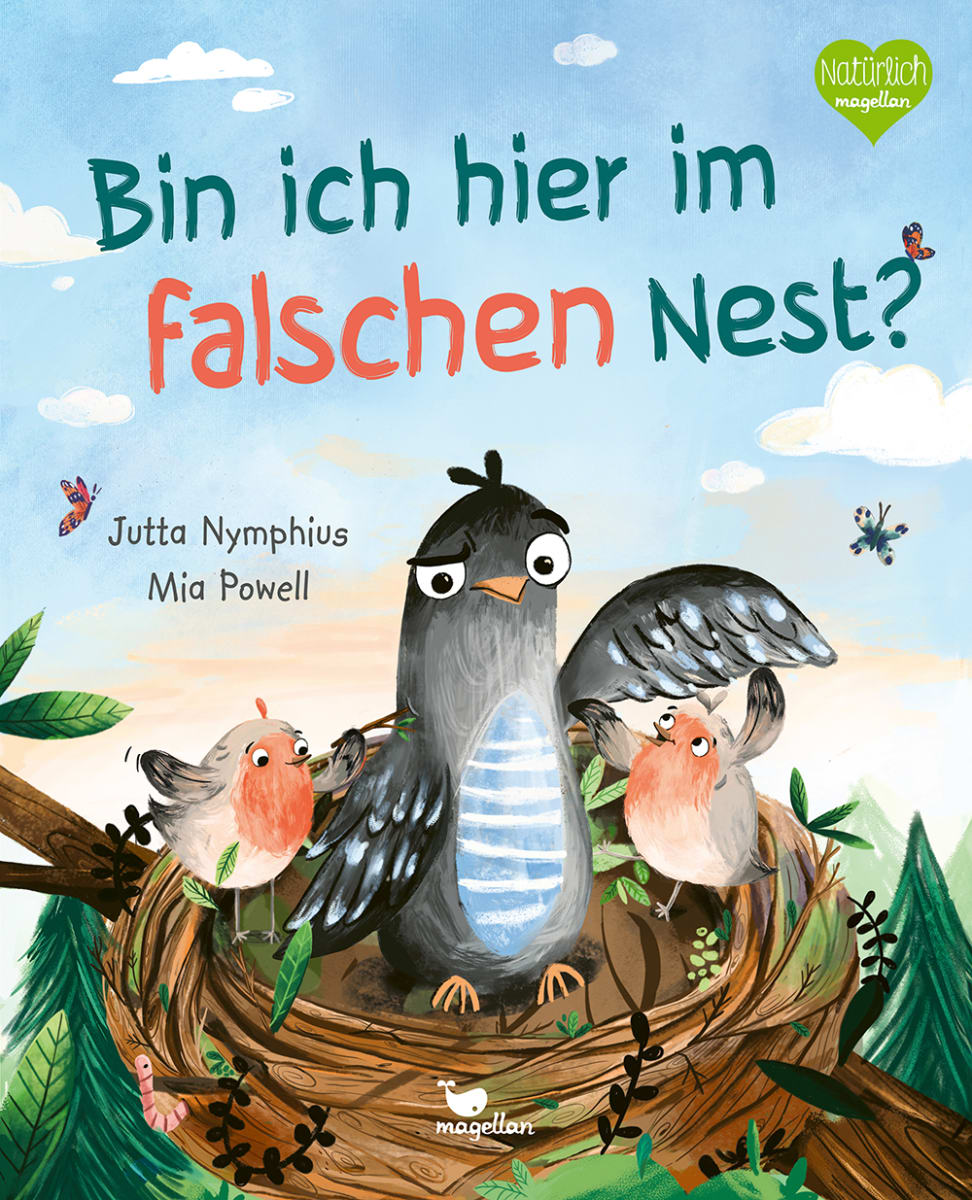 Natürlich
magellan
Bin ich hier im
falschen Nest?
Jutta Nymphius
Mia Powell
magellan